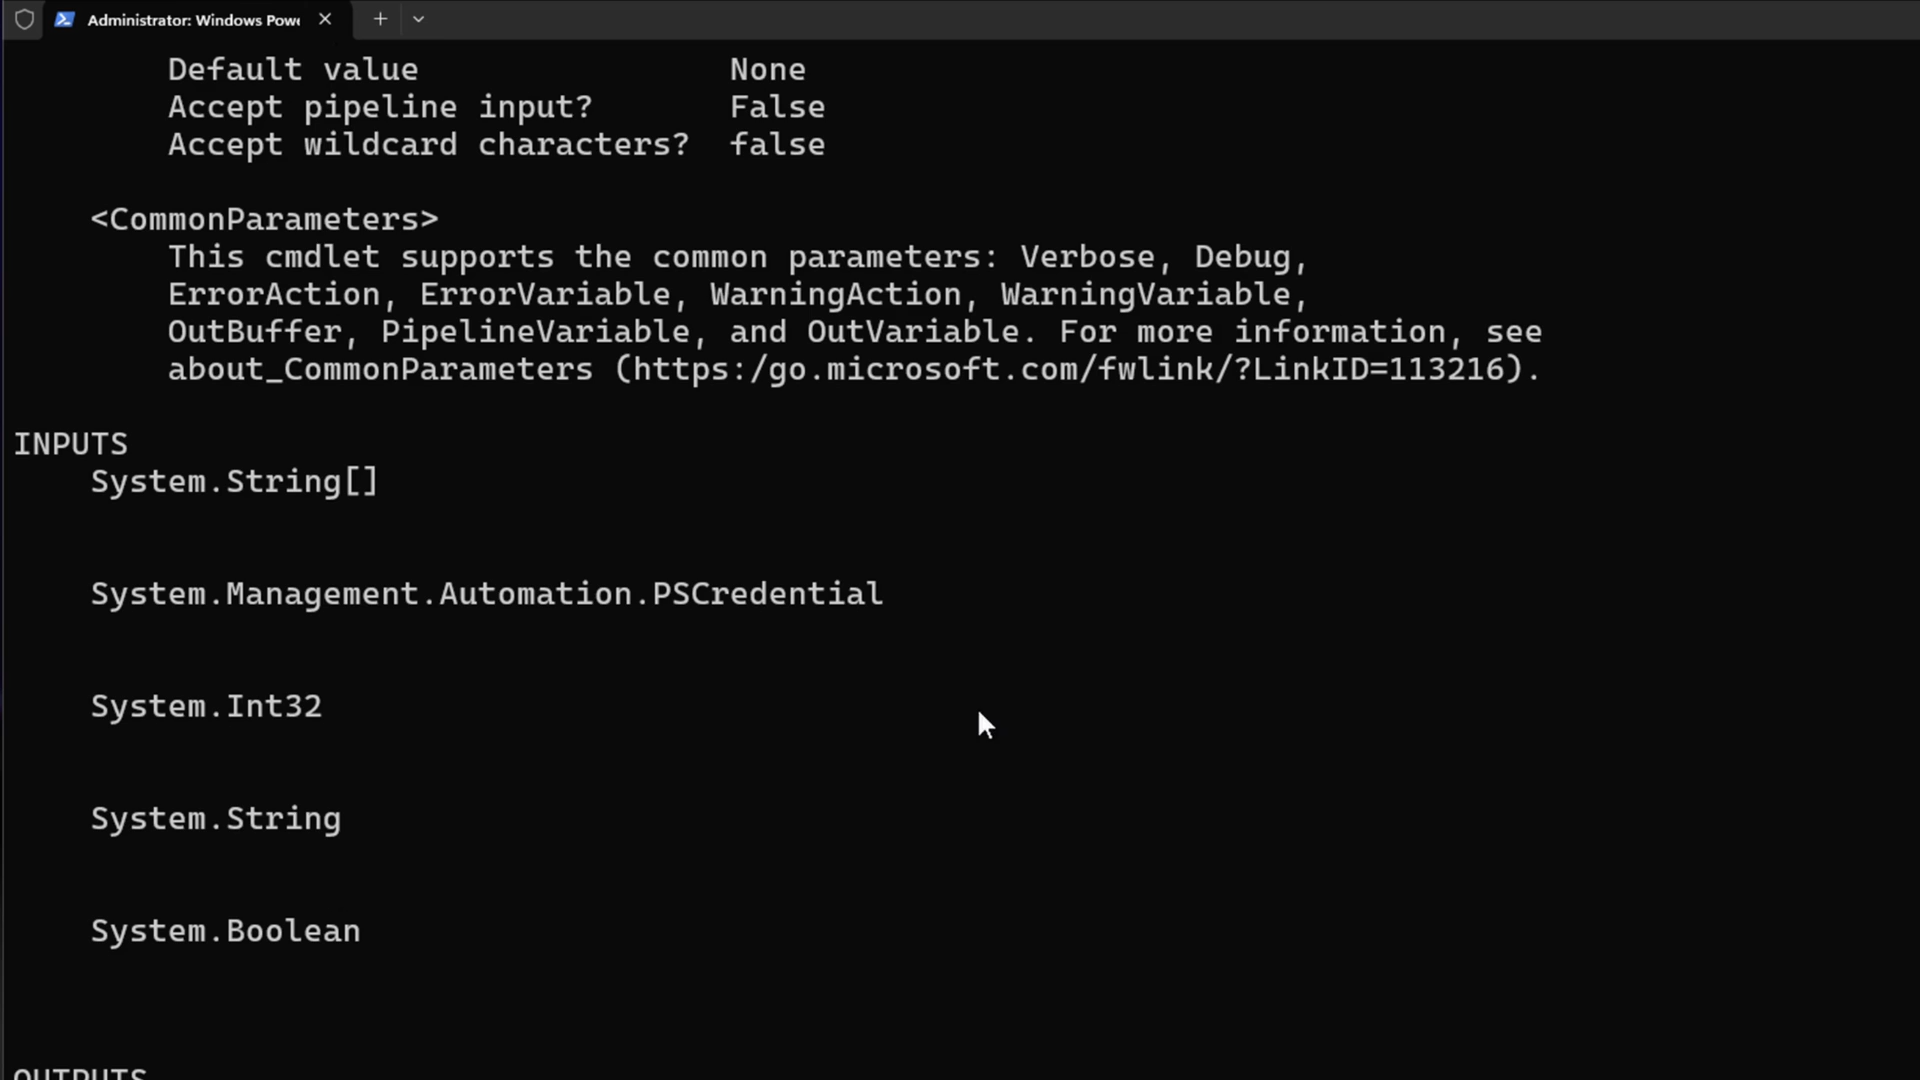 Administrator: Windows Powe
Default value None
Accept pipeline input? False
Accept wildcard characters? false
<CommonParameters>
This cmdlet supports the common parameters: Verbose, Debug,
ErrorAction, ErrorVariable, WarningAction, WarningVariable,
OutBuffer, PipelineVariable, and OutVariable. For more information, see
about_CommonParameters (https:/go.microsoft.com/fwlink/?LinkID=113216).
INPUTS
System.String[]
System.Management.Automation.PSCredential
System.Int32
System.String
System.Boolean
OUTPUTS